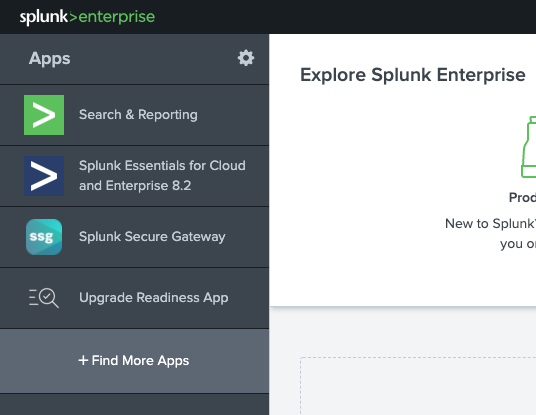 splunk>enterprise
Apps
Explore Splunk Enterprise
Search & Reporting
Splunk Essentials for Cloud
and Enterprise 8.2
ssg
Splunk Secure Gateway
Upgrade Readiness App
+ Find More Apps
Prod
New to Splunk?
you o